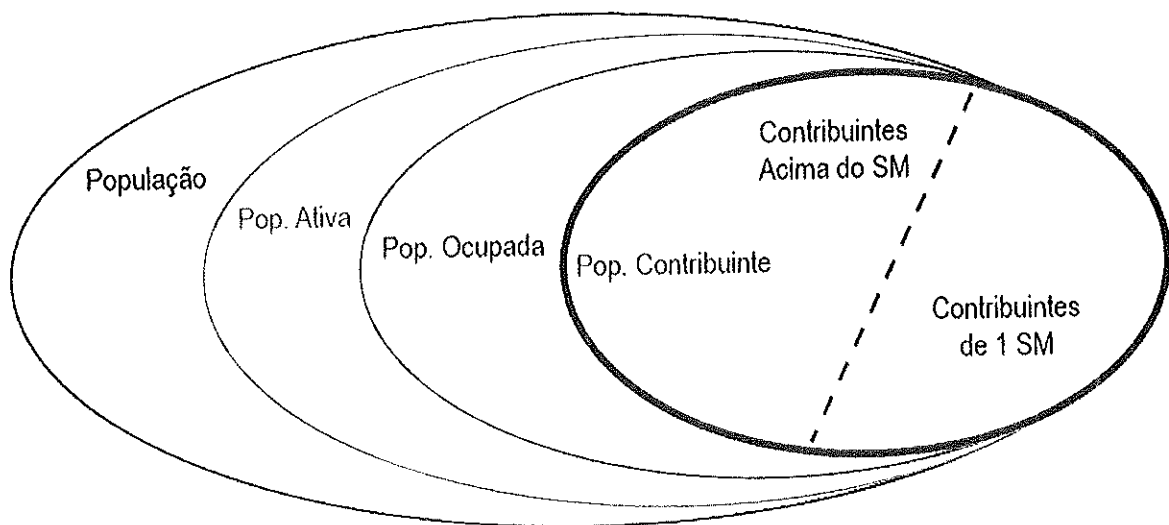 Contribuintes
Acima do SM
População
Pop. Ativa
Pop. Ocupada
Pop. Contribuinte
Contribuintes
de 1 SM